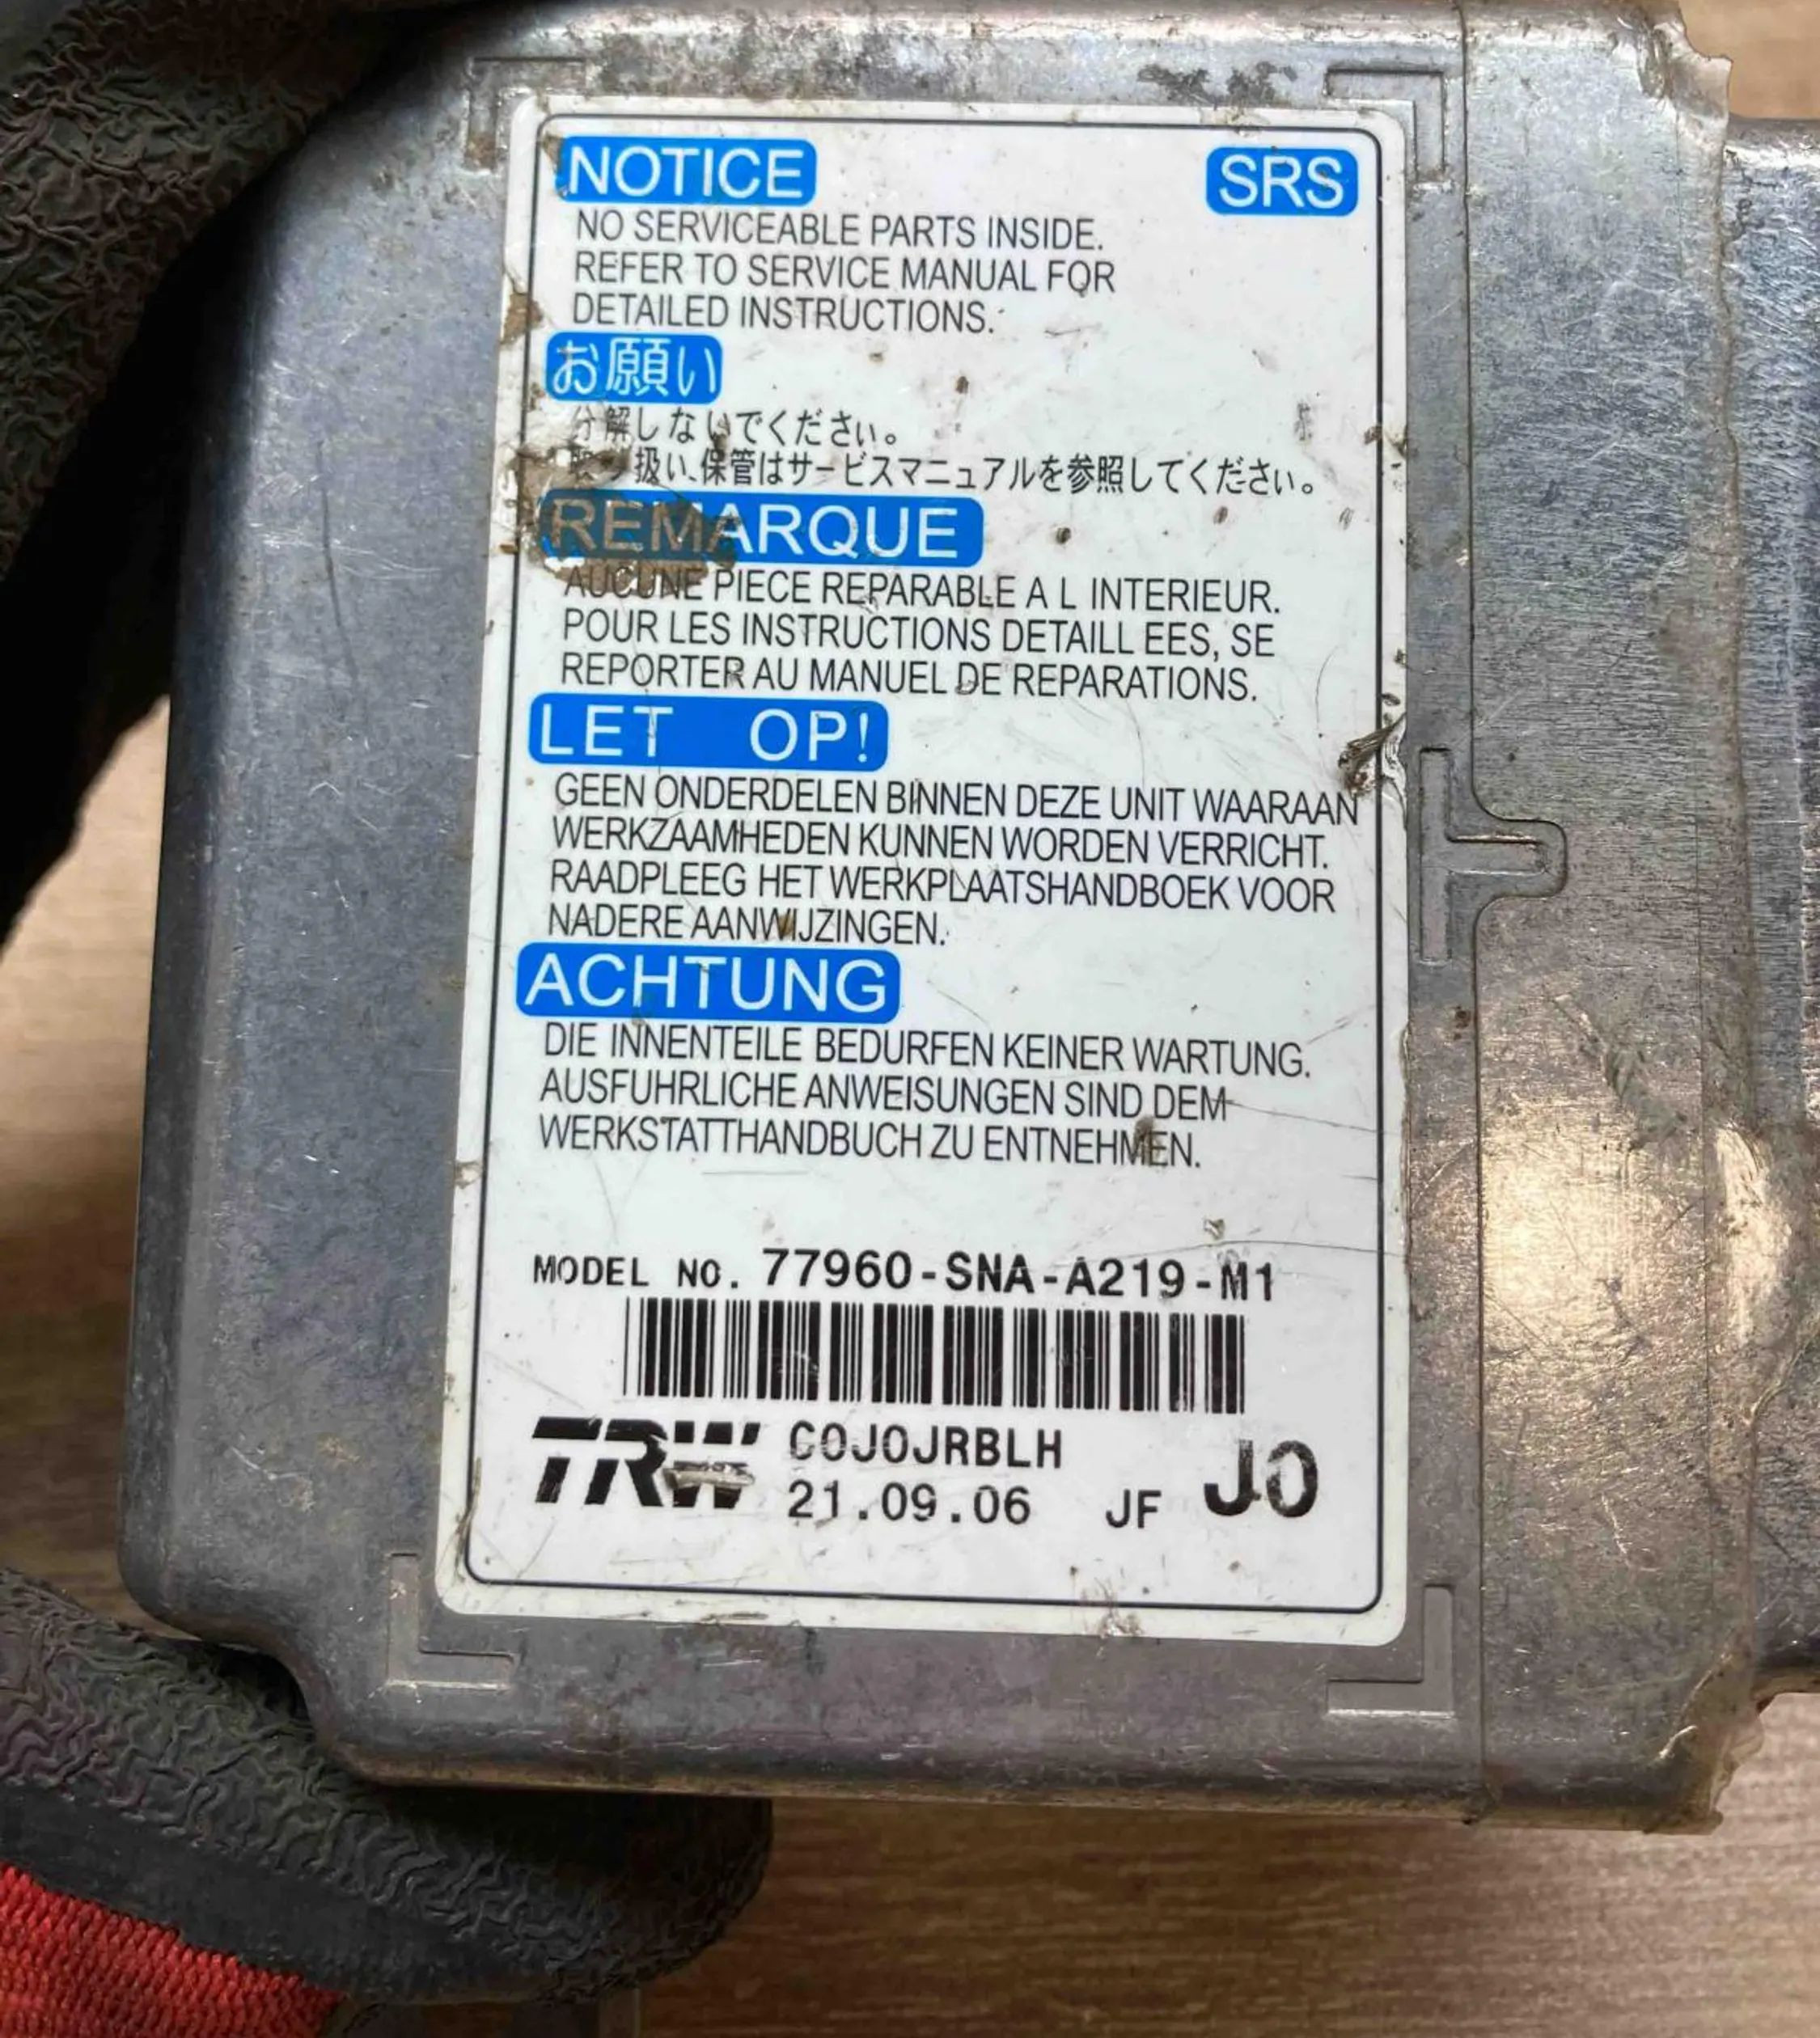 NOTICE
SRS
NO SERVICEABLE PARTS INSIDE.
REFER TO SERVICE MANUAL FOR
DETAILED INSTRUCTIONS.
お願い
分解しないでください。
取り扱い、保管はサービスマニュアルを参照してください。
REMARQUE
AUCUNE PIECE REPARABLE A L INTERIEUR.
POUR LES INSTRUCTIONS DETAILL EES, SE
REPORTER AU MANUEL DE REPARATIONS.
LET OP!
GEEN ONDERDELEN BINNEN DEZE UNIT WAARAAN
WERKZAAMHEDEN KUNNEN WORDEN VERRICHT.
RAADPLEEG HET WERKPLAATSHANDBOEK VOOR
NADERE AANWIJZINGEN.
ACHTUNG
DIE INNENTEILE BEDURFEN KEINER WARTUNG.
AUSFUHRLICHE ANWEISUNGEN SIND DEM
WERKSTATTHANDBUCH ZU ENTNEHMEN.
MODEL NO. 77960-SNA-A219-M1
TRW C0J0JRBLH
21.09.06 JF J0